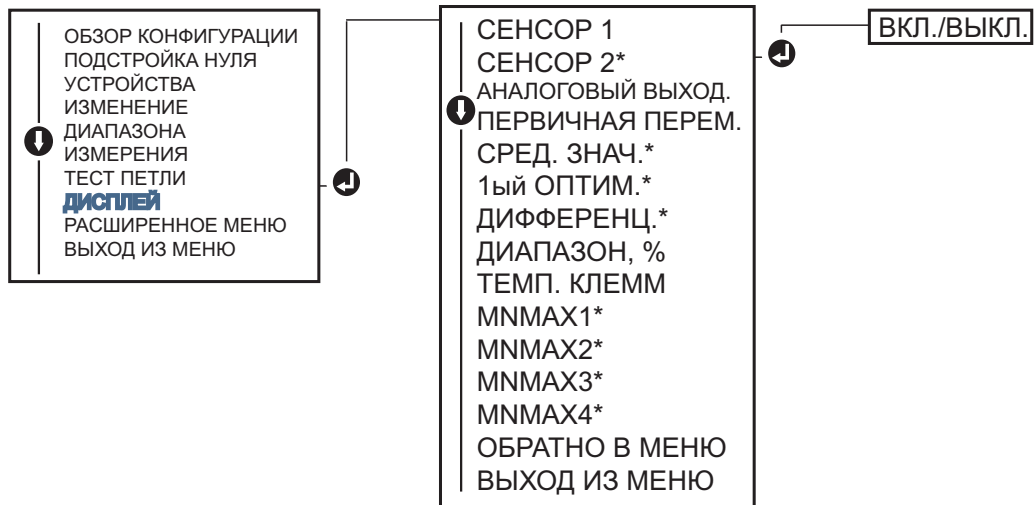 ОБЗОР КОНФИГУРАЦИИ
ПОДСТРОЙКА НУЛЯ
УСТРОЙСТВА
ИЗМЕНЕНИЕ
ДИАПАЗОНА
ИЗМЕРЕНИЯ
ТЕСТ ПЕТЛИ
ДИСПЛЕЙ
РАСШИРЕННОЕ МЕНЮ
ВЫХОД ИЗ МЕНЮ
СЕНСОР 1
СЕНСОР 2*
АНАЛОГОВЫЙ ВЫХОД.
ПЕРВИЧНАЯ ПЕРЕМ.
СРЕД. ЗНАЧ.*
1ый ОПТИМ.*
ДИФФЕРЕНЦ.*
ДИАПАЗОН, %
ТЕМП. КЛЕММ
MNMAX1*
MNMAX2*
MNMAX3*
MNMAX4*
ОБРАТНО В МЕНЮ
ВЫХОД ИЗ МЕНЮ
ВКЛ./ВЫКЛ.